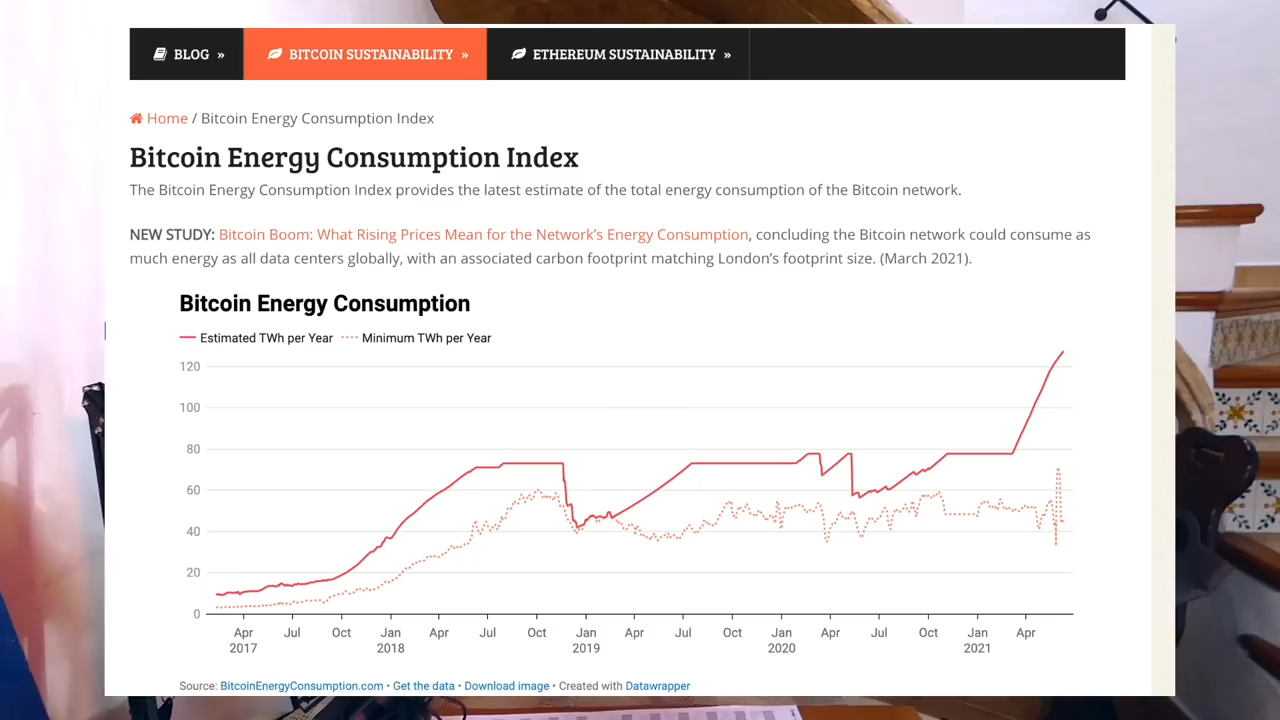 BLOG »
BITCOIN SUSTAINABILITY »
ETHEREUM SUSTAINABILITY »
Home / Bitcoin Energy Consumption Index
Bitcoin Energy Consumption Index
The Bitcoin Energy Consumption Index provides the latest estimate of the total energy consumption of the Bitcoin network.
NEW STUDY: Bitcoin Boom: What Rising Prices Mean for the Network's Energy Consumption, concluding the Bitcoin network could consume as
much energy as all data centers globally, with an associated carbon footprint matching London's footprint size. (March 2021).
Bitcoin Energy Consumption
Estimated TWh per Year
Minimum TWh per Year
120
100
80
60
40
20
0
Apr Jul Oct Jan Apr Jul Oct Jan Apr Jul Oct Jan Apr Jul Oct Jan Apr
2017 2018 2019 2020 2021
Source: BitcoinEnergyConsumption.com • Get the data • Download image • Created with Datawrapper